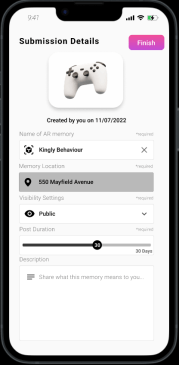 9:41
Submission Details
Finish
Created by you on 11/07/2022
Name of AR-memory
*required
Kingly Behaviour
Memory Location
*required
550 Mayfield Avenue
Visibility Settings
*required
Public
Post Duration
*required
30
30 Days
Description
Share what this memory means to you...